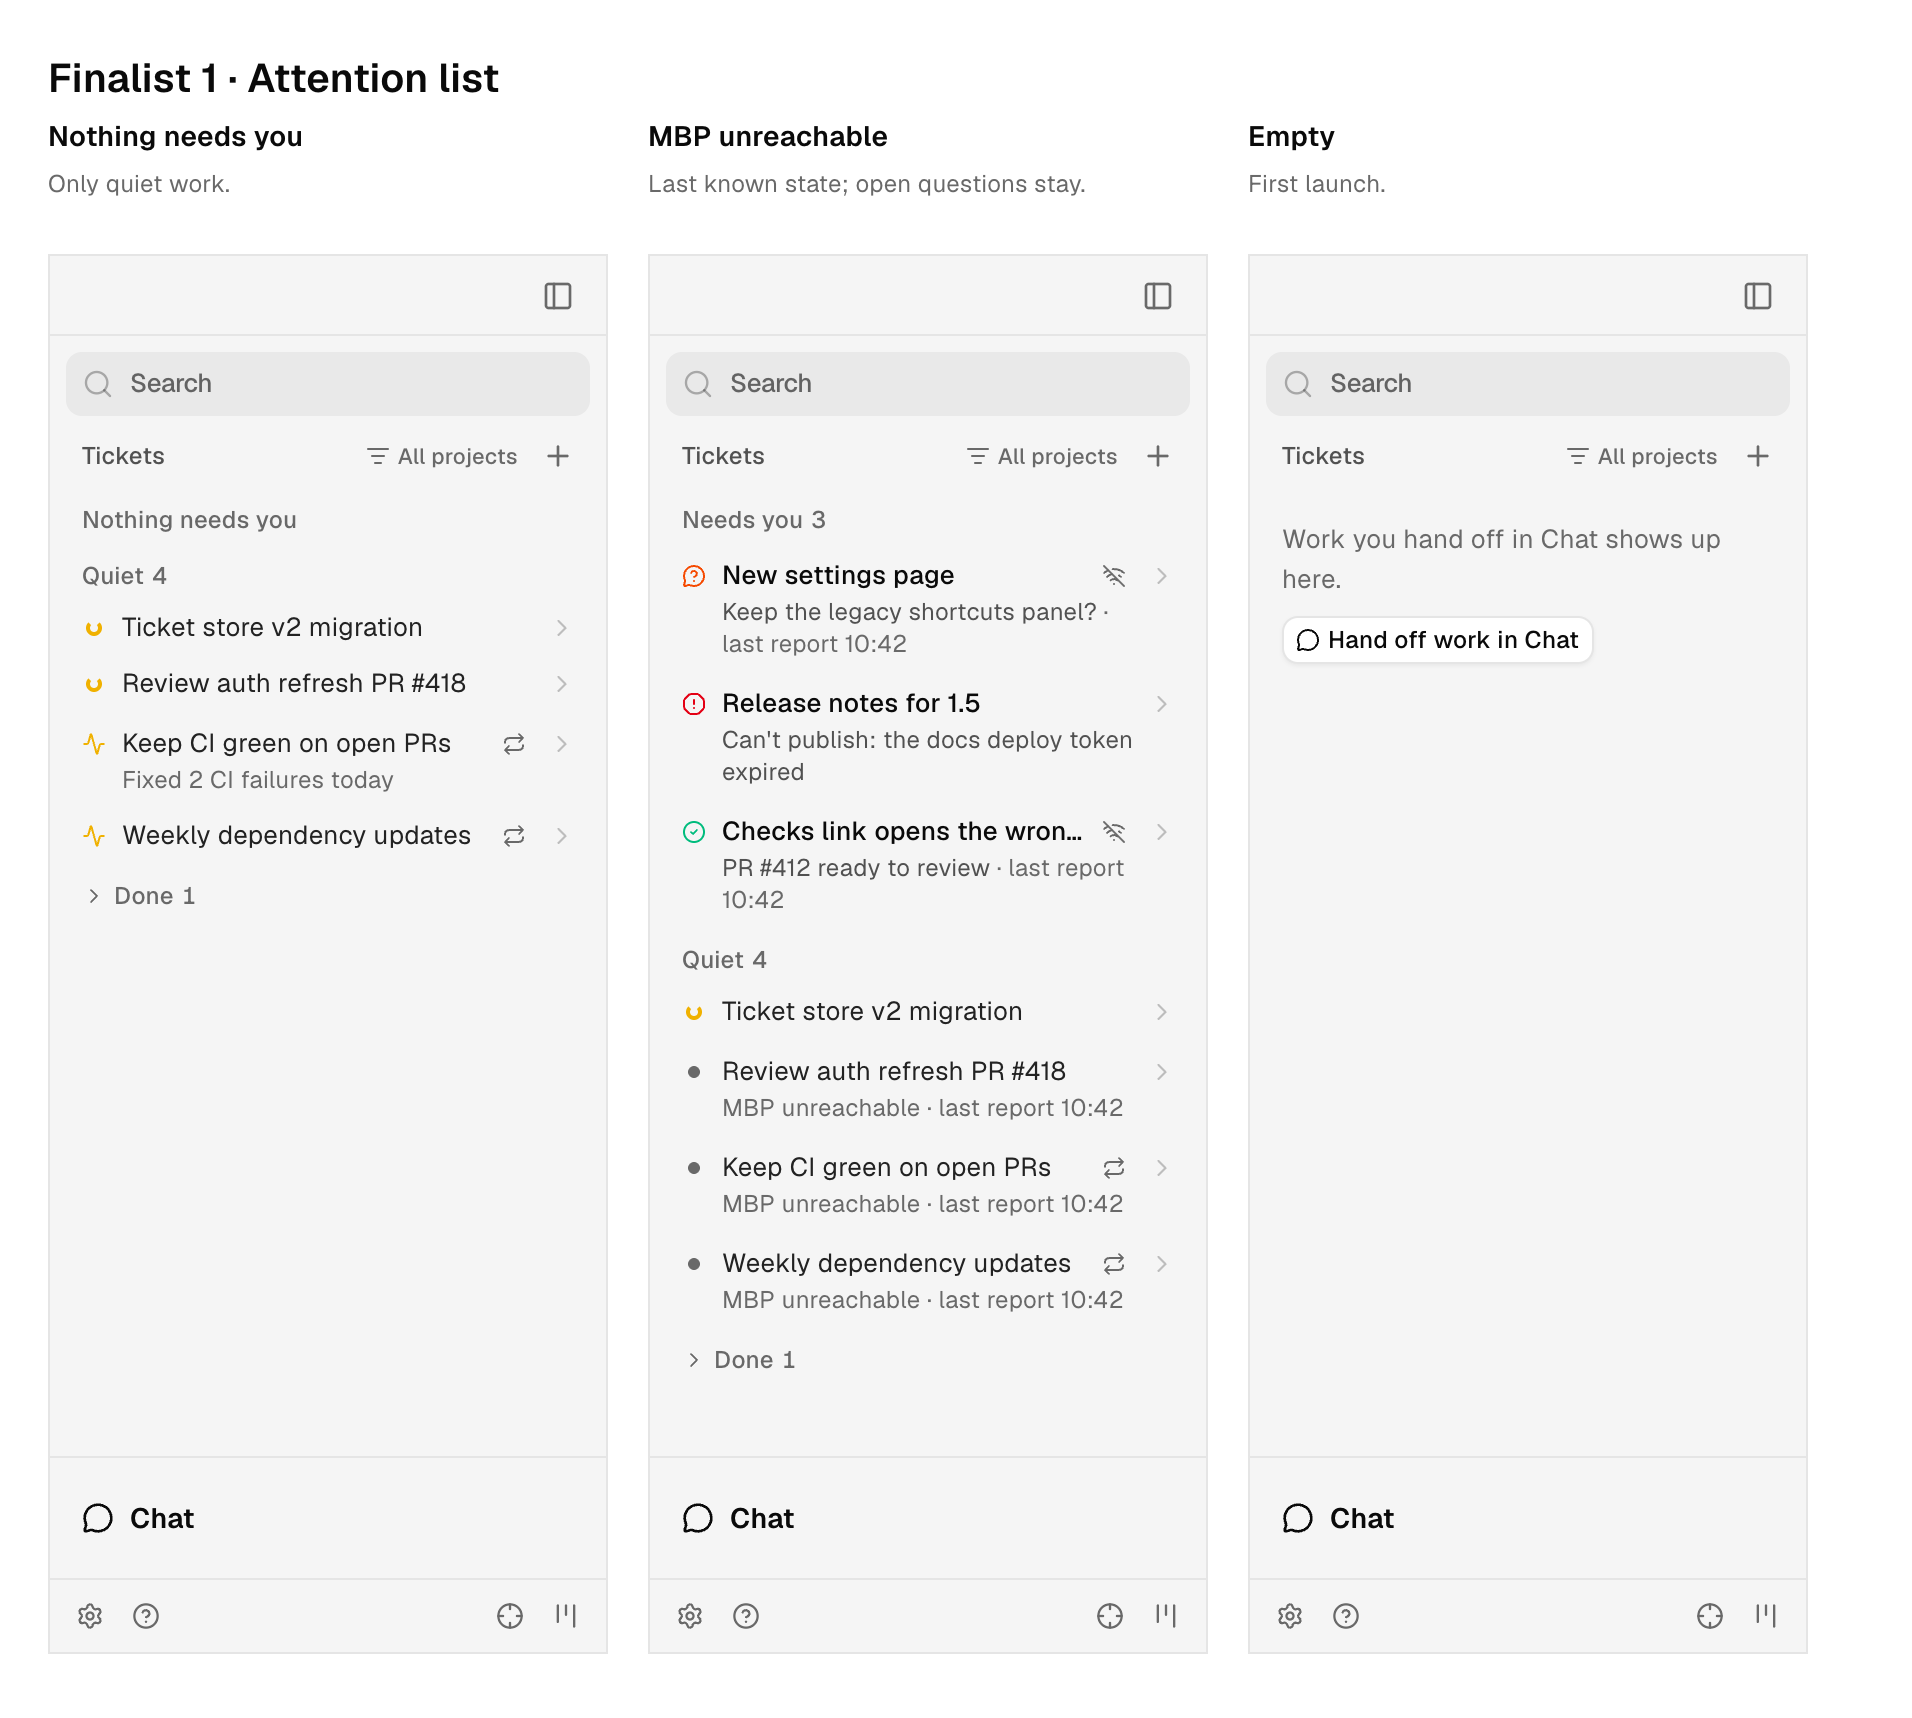 Finalist 1 · Attention list
Nothing needs you
Only quiet work.
Search
Tickets
All projects
Nothing needs you
Quiet 4
Ticket store v2 migration
Review auth refresh PR #418
Keep CI green on open PRs
Fixed 2 CI failures today
Weekly dependency updates
Done 1
Chat
MBP unreachable
Last known state; open questions stay.
Search
Tickets
All projects
Needs you 3
New settings page
Keep the legacy shortcuts panel? ·
last report 10:42
Release notes for 1.5
Can't publish: the docs deploy token
expired
Checks link opens the wron…
PR #412 ready to review · last report
10:42
Quiet 4
Ticket store v2 migration
Review auth refresh PR #418
MBP unreachable · last report 10:42
Keep CI green on open PRs
MBP unreachable · last report 10:42
Weekly dependency updates
MBP unreachable · last report 10:42
Done 1
Chat
Empty
First launch.
Search
Tickets
All projects
Work you hand off in Chat shows up
here.
Hand off work in Chat
Chat